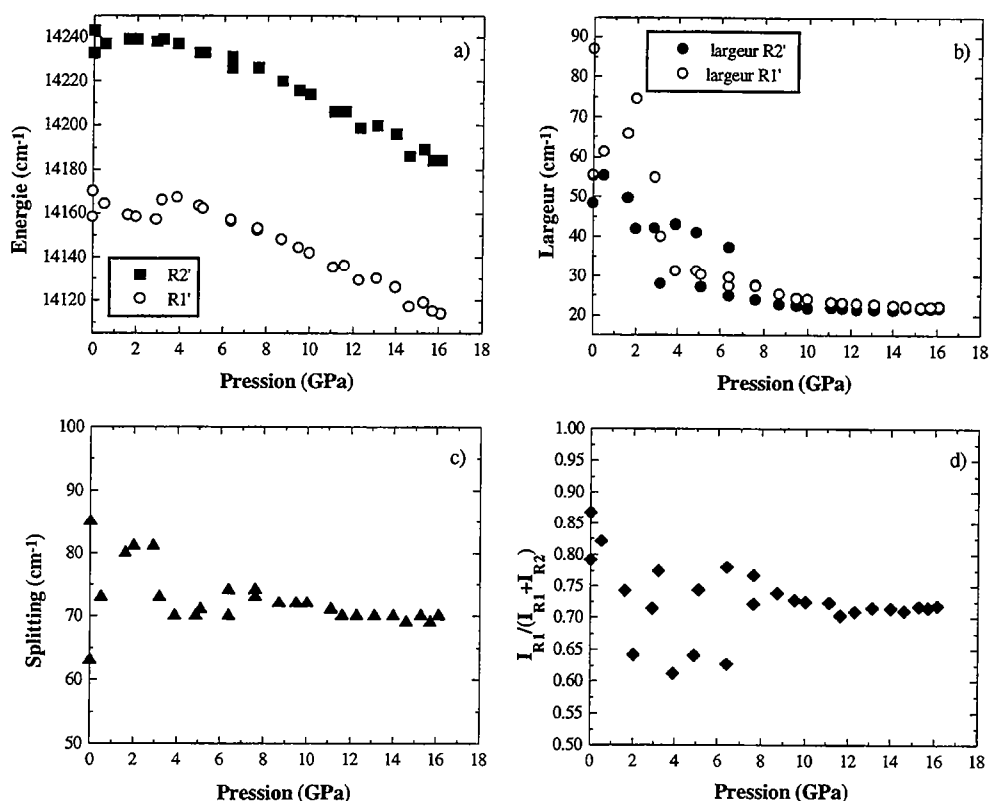 a)
14240
14220
14200
14180
14160
14140
14120
Energie (cm-1)
R2'
R1'
0 2 4 6 8 10 12 14 16 18
Pression (GPa)
b)
90
80
70
60
50
40
30
20
Largeur (cm-1)
largeur R2'
largeur R1'
0 2 4 6 8 10 12 14 16 18
Pression (GPa)
c)
100
90
80
70
60
50
Splitting (cm-1)
0 2 4 6 8 10 12 14 16 18
Pression (GPa)
d)
1.00
0.95
0.90
0.85
0.80
0.75
0.70
0.65
0.60
0.55
0.50
IR1/(IR1+IR2)
0 2 4 6 8 10 12 14 16 18
Pression (GPa)